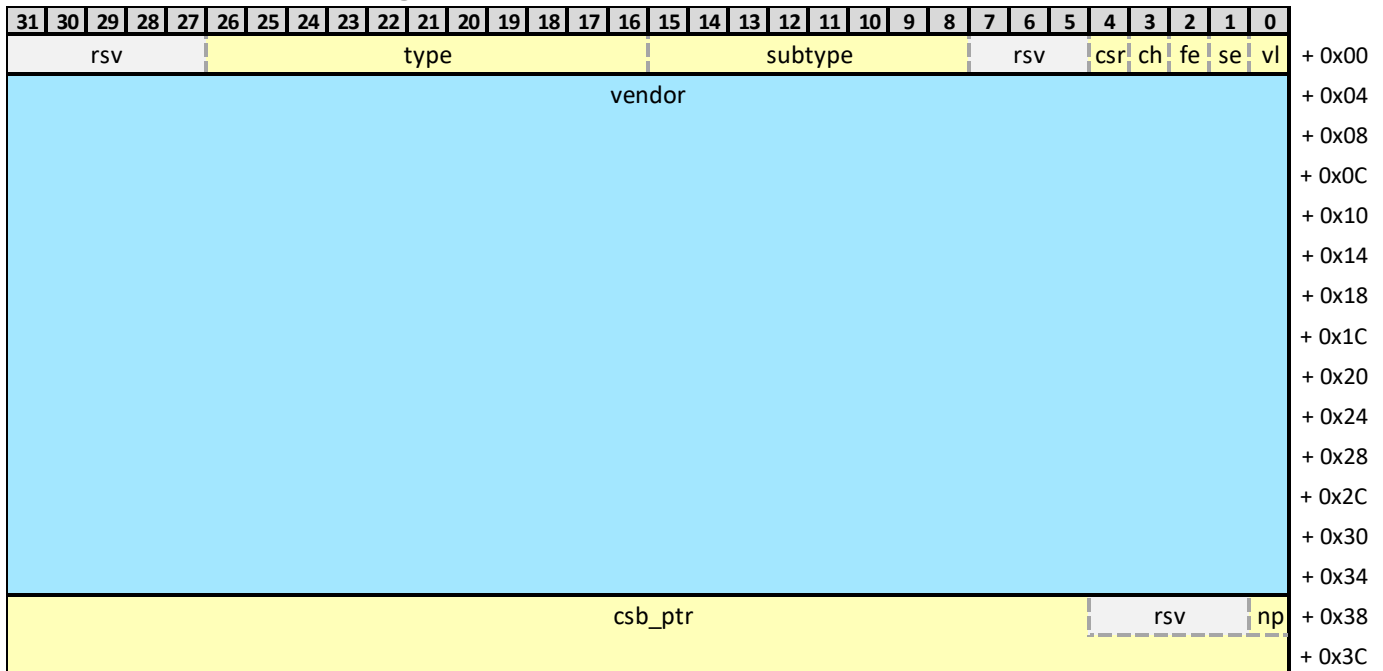 31 30 29 28 27 26 25 24 23 22 21 20 19 18 17 16 15 14 13 12 11 10 9 8 7 6 5 4 3 2 1 0
rsv type subtype rsv csr ch fe se vl + 0x00
vendor + 0x04
+ 0x08
+ 0x0C
+ 0x10
+ 0x14
+ 0x18
+ 0x1C
+ 0x20
+ 0x24
+ 0x28
+ 0x2C
+ 0x30
+ 0x34
csb_ptr rsv np + 0x38
+ 0x3C